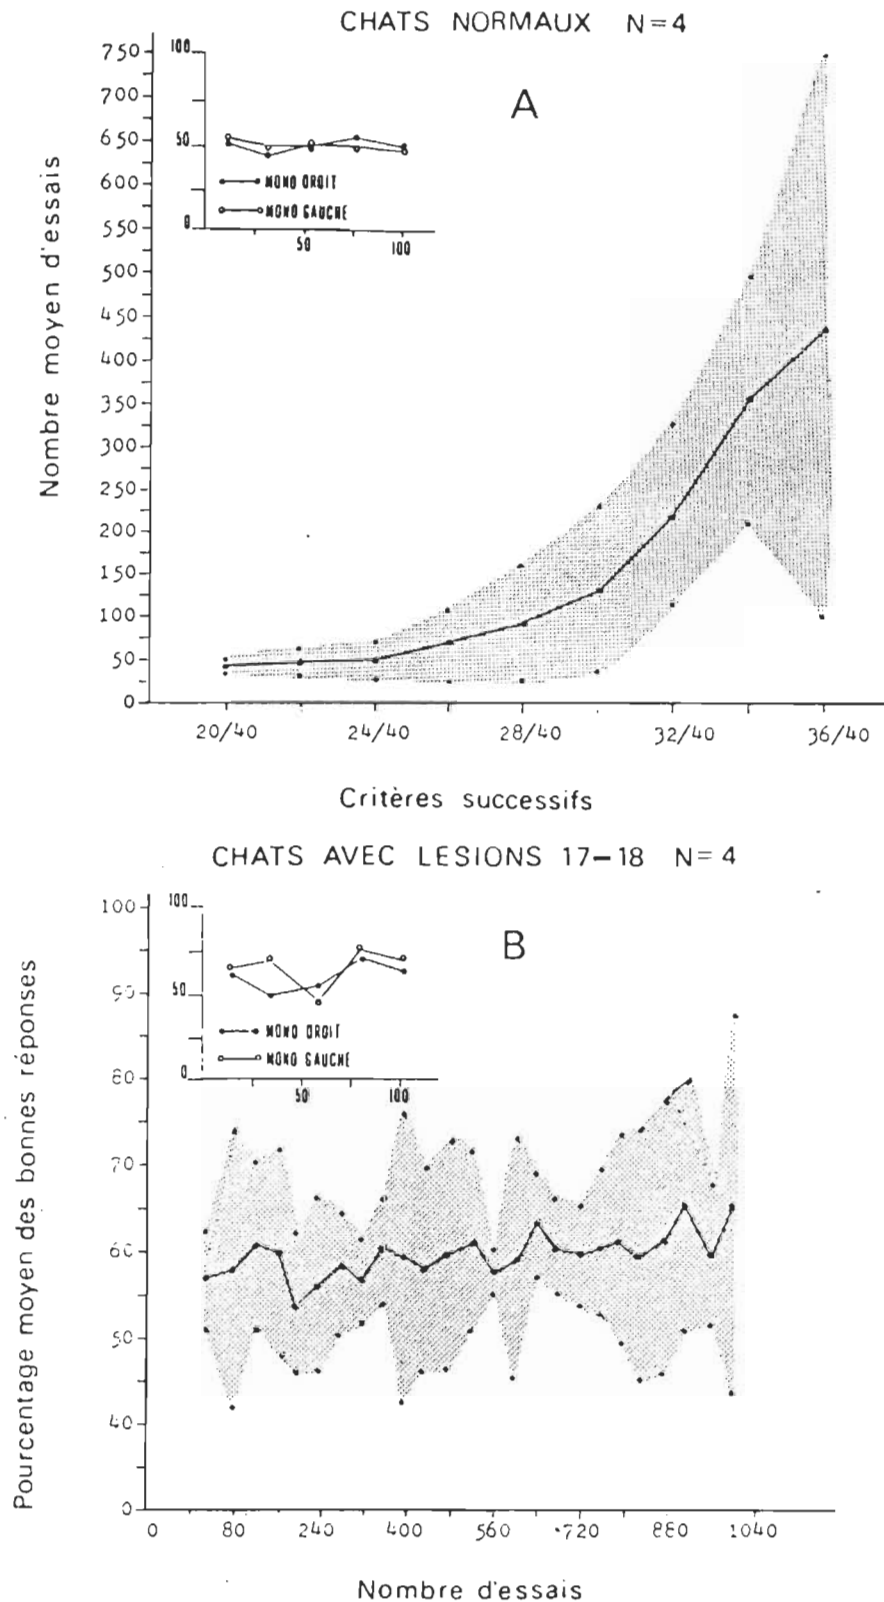 CHATS NORMAUX N=4
A
Nombre moyen d'essais
750
700
650
600
550
500
450
400
350
300
250
200
150
100
50
0
100
50
0
MONO DROIT
MONO GAUCHE
50 100
20/40 24/40 28/40 32/40 36/40
Critères successifs
CHATS AVEC LESIONS 17-18 N=4
B
Pourcentage moyen des bonnes réponses
100
90
80
70
60
50
40
0
100
50
0
MONO DROIT
MONO GAUCHE
50 100
0 80 240 400 560 720 880 1040
Nombre d'essais